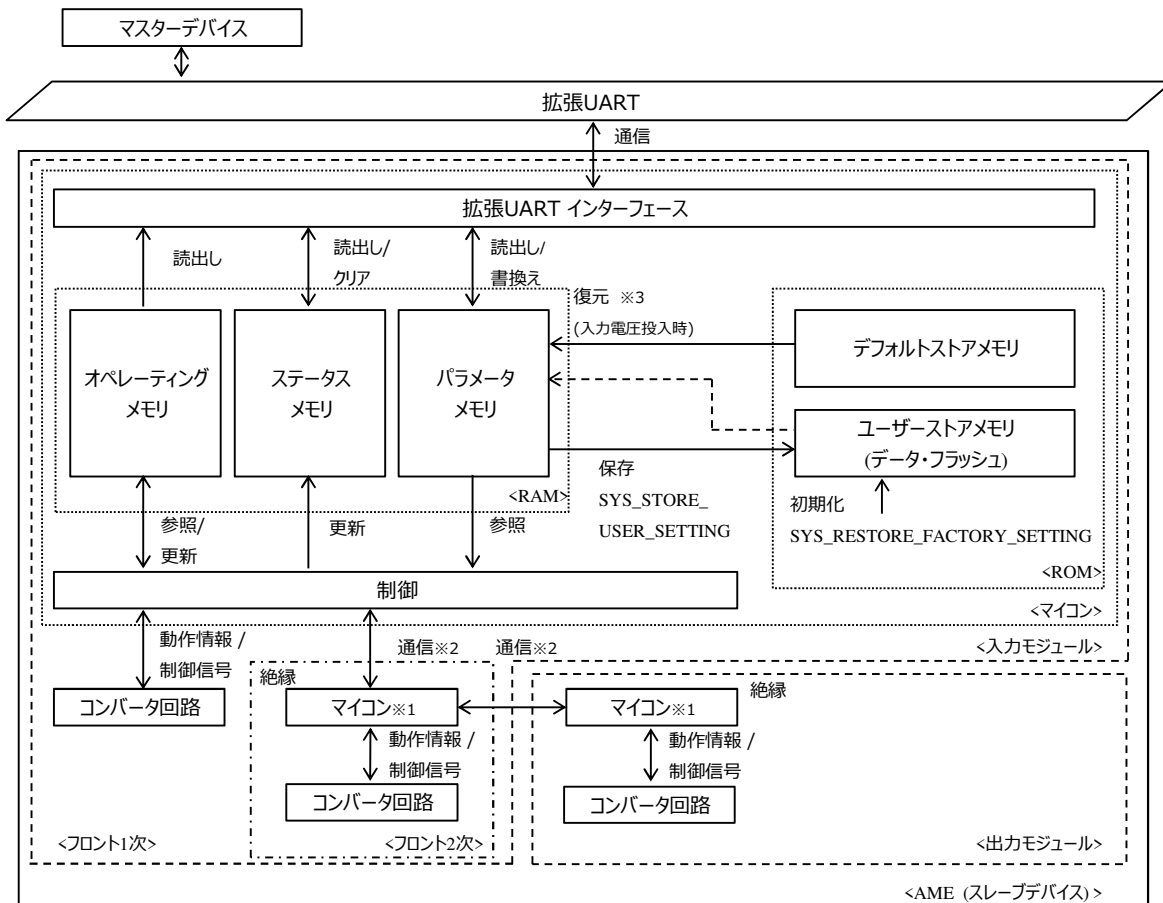 マスターデバイス
拡張UART
通信
拡張UART インターフェース
読出し
読出し/
クリア
読出し/
書換え
復元 ※3
(入力電圧投入時)
オペレーティング
メモリ
ステータス
メモリ
パラメータ
メモリ
デフォルトストアメモリ
ユーザーストアメモリ
(データ・フラッシュ)
<RAM>
保存
SYS_STORE_
USER_SETTING
初期化
SYS_RESTORE_FACTORY_SETTING
<ROM>
参照/
更新
更新
参照
制御
<マイコン>
動作情報 /
制御信号
通信※2
通信※2
<入力モジュール>
絶縁
絶縁
コンバータ回路
マイコン※1
マイコン※1
動作情報 /
制御信号
動作情報 /
制御信号
コンバータ回路
コンバータ回路
<フロント1次>
<フロント2次>
<出力モジュール>
<AME (スレーブデバイス) >